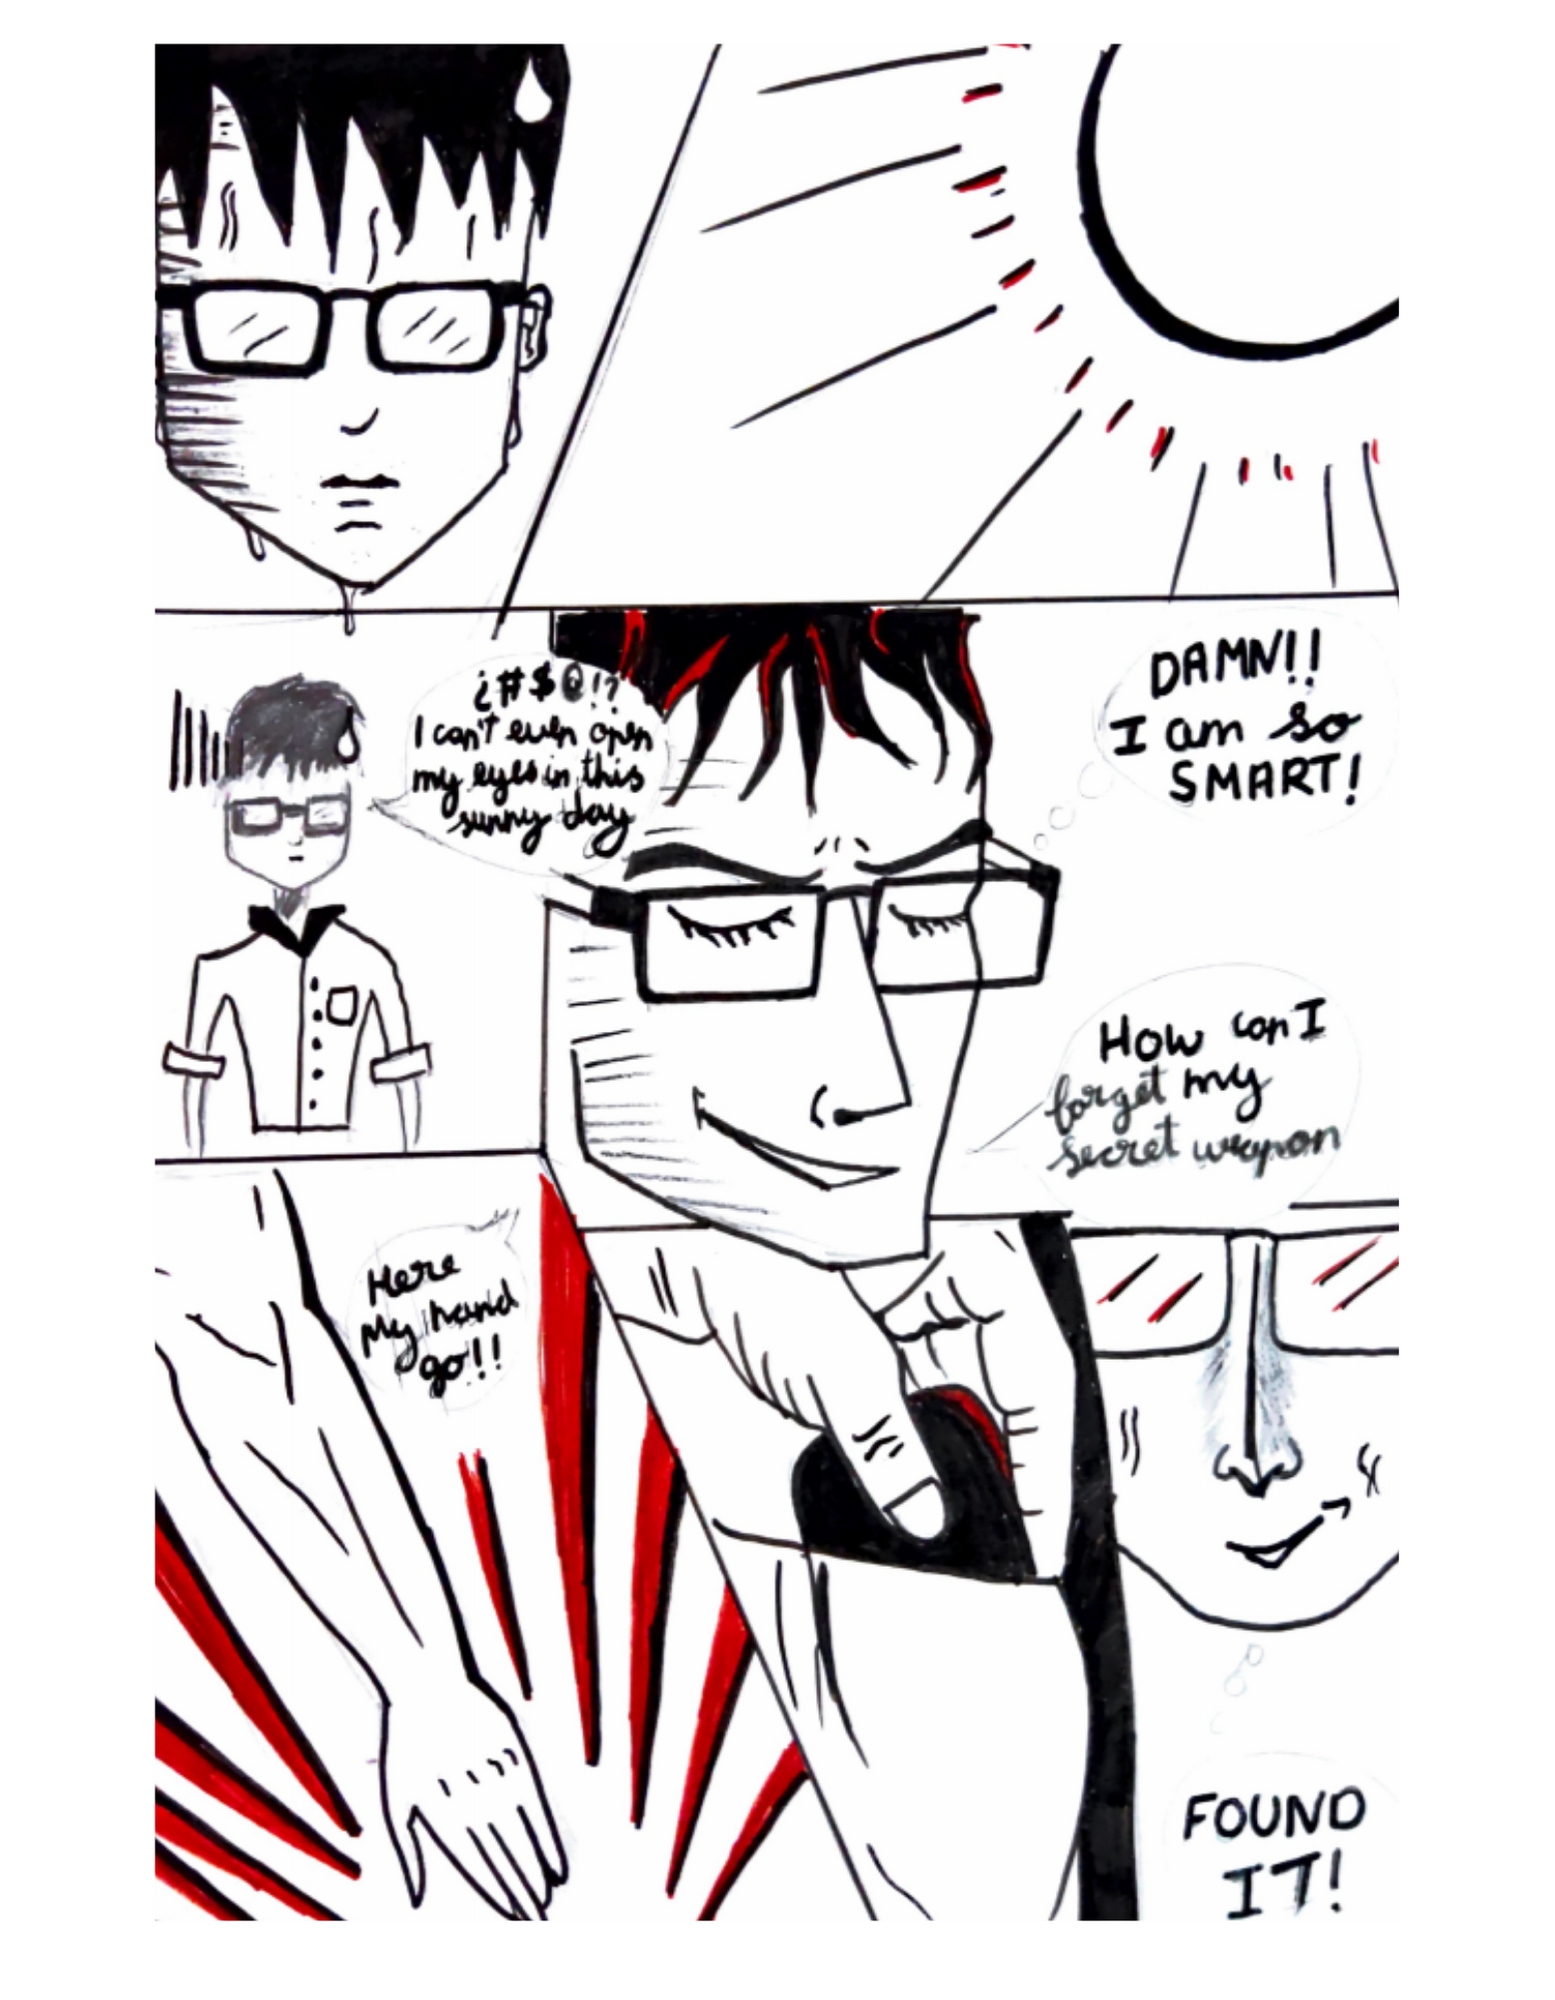 ¿#$@!?
I can't even open
my eyes in this
sunny day
DAMN!!
I am so
SMART!
How can I
forget my
secret weapon
Here
My hand
go!!
FOUND
IT!